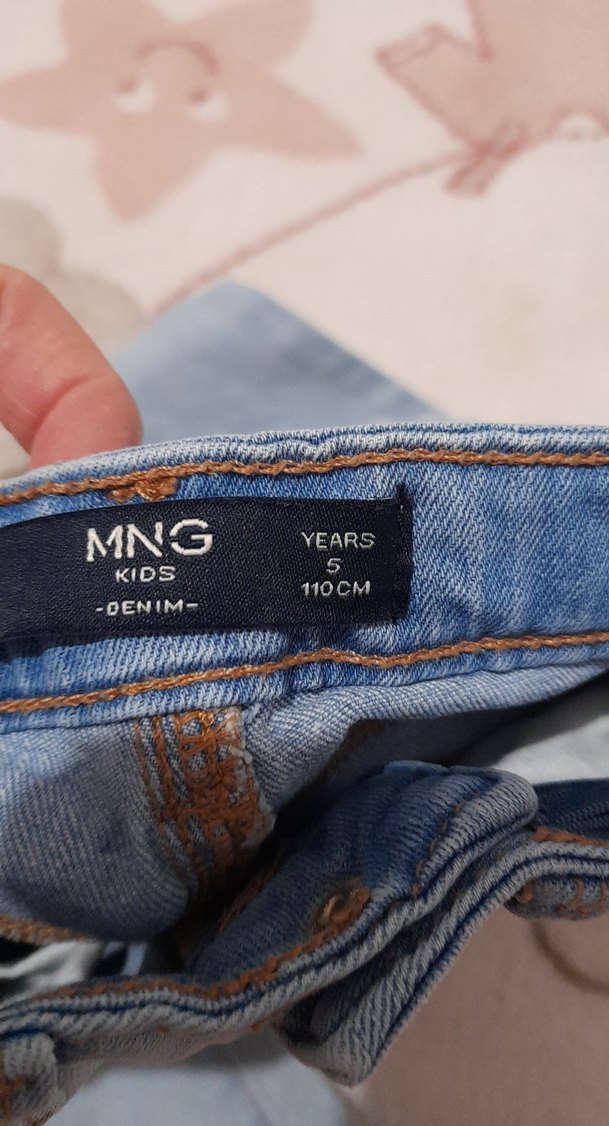 MNG
KIDS
-DENIM-
YEARS
5
110CM